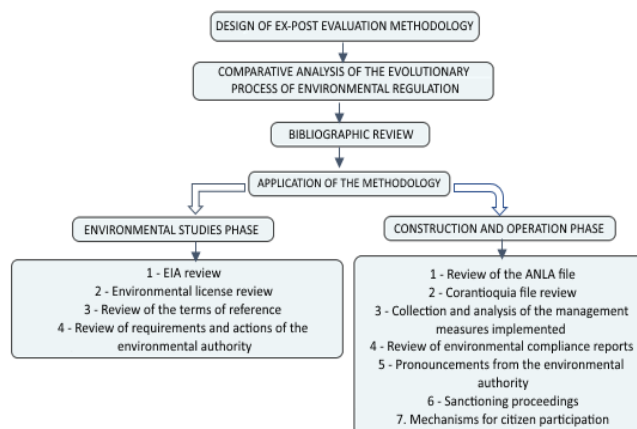 DESIGN OF EX-POST EVALUATION METHODOLOGY
COMPARATIVE ANALYSIS OF THE EVOLUTIONARY
PROCESS OF ENVIRONMENTAL REGULATION
BIBLIOGRAPHIC REVIEW
APPLICATION OF THE METHODOLOGY
ENVIRONMENTAL STUDIES PHASE
1 - EIA review
2 - Environmental license review
3 - Review of the terms of reference
4 - Review of requirements and actions of the
environmental authority
CONSTRUCTION AND OPERATION PHASE
1 - Review of the ANLA file
2 - Corantioquia file review
3 - Collection and analysis of the management
measures implemented
4 - Review of environmental compliance reports
5 - Pronouncements from the environmental
authority
6 - Sanctioning proceedings
7. Mechanisms for citizen participation